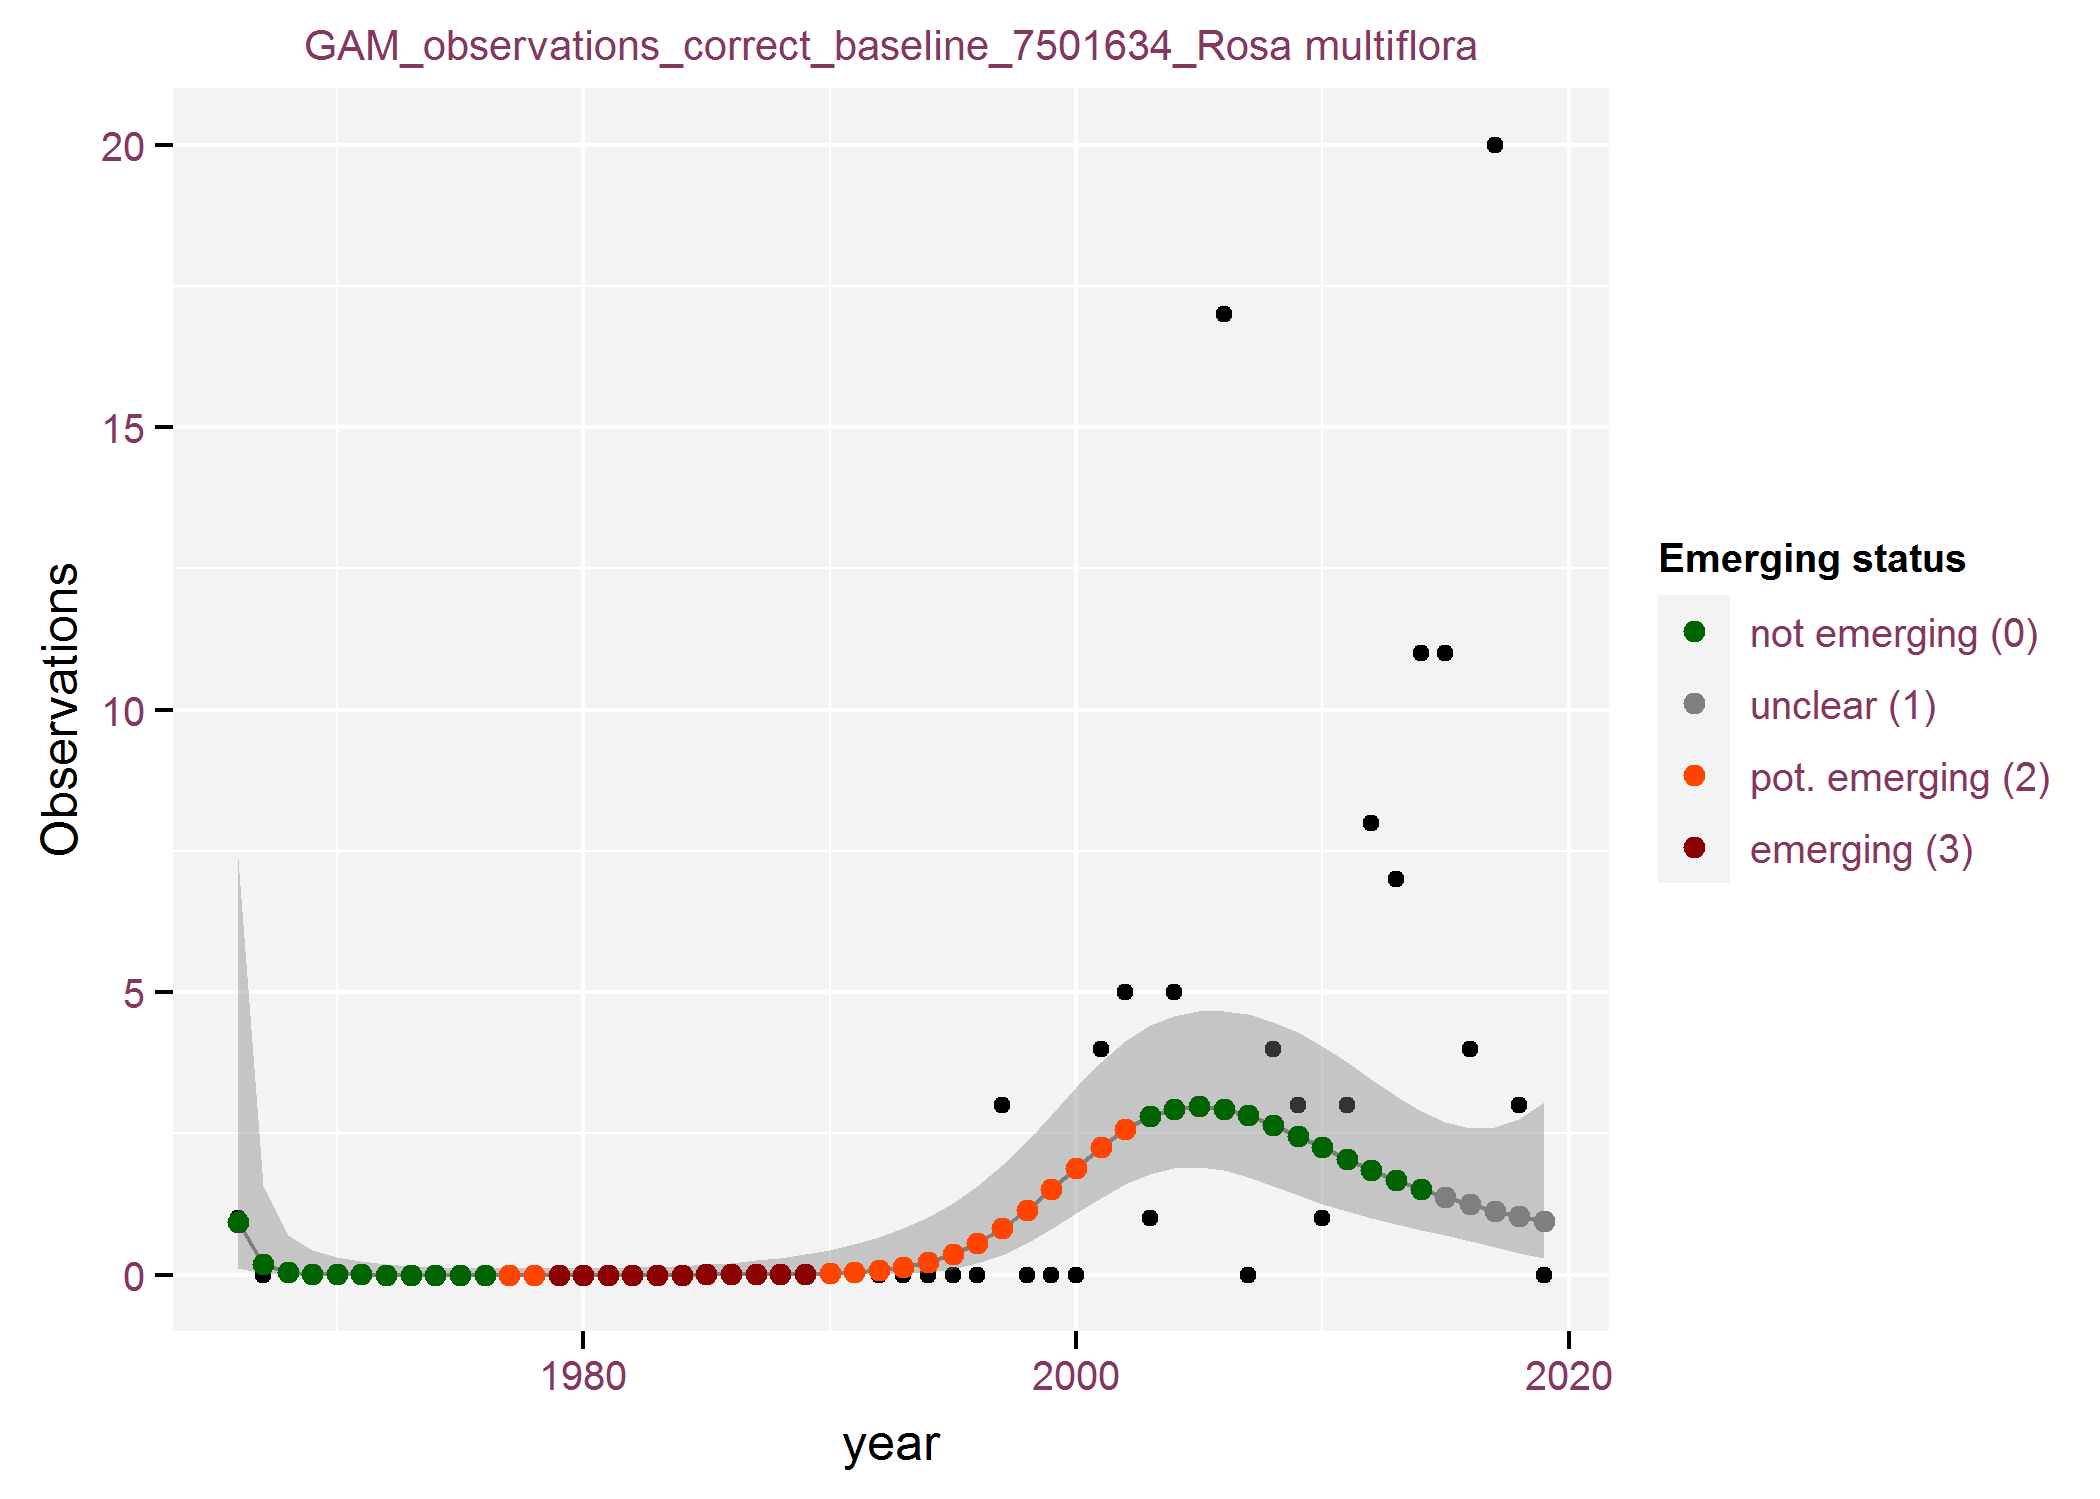 GAM_observations_correct_baseline_7501634_Rosa multiflora
20
15
10
5
0
Observations
1980
2000
2020
year
Emerging status
not emerging (0)
unclear (1)
pot. emerging (2)
emerging (3)